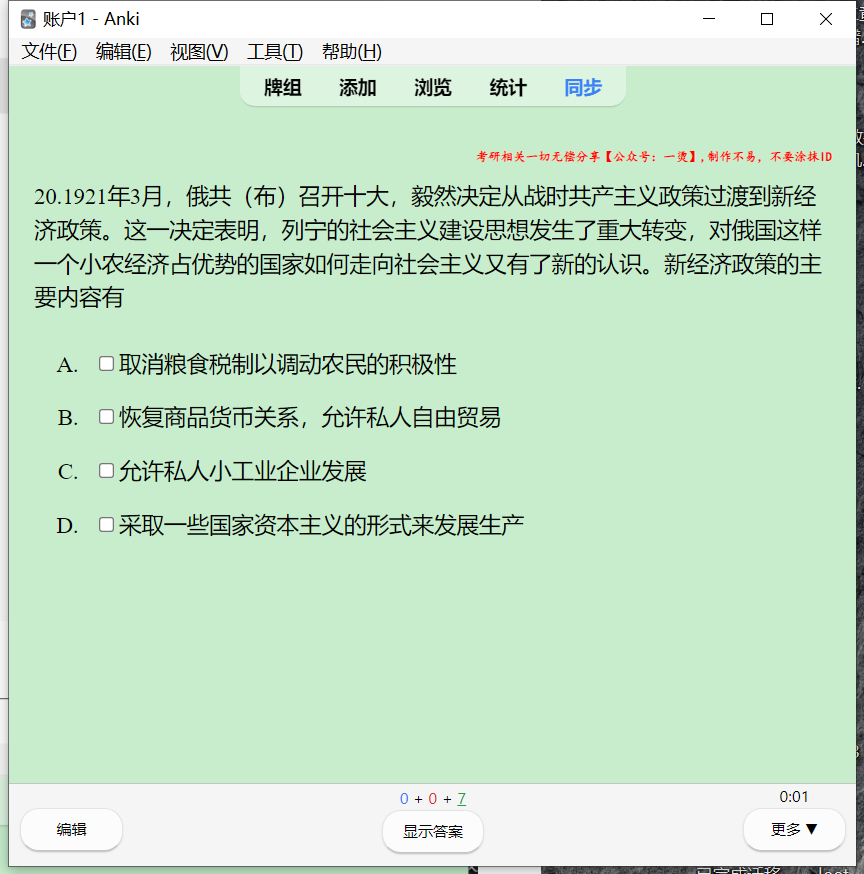 账户1 - Anki
文件(F) 编辑(E) 视图(V) 工具(T) 帮助(H)
牌组 添加 浏览 统计 同步
考研相关一切无偿分享【公众号：一烫】,制作不易，不要涂抹ID
20.1921年3月，俄共（布）召开十大，毅然决定从战时共产主义政策过渡到新经
济政策。这一决定表明，列宁的社会主义建设思想发生了重大转变，对俄国这样
一个小农经济占优势的国家如何走向社会主义又有了新的认识。新经济政策的主
要内容有
A. 取消粮食税制以调动农民的积极性
B. 恢复商品货币关系，允许私人自由贸易
C. 允许私人小工业企业发展
D. 采取一些国家资本主义的形式来发展生产
0 + 0 + 7
0:01
编辑
显示答案
更多 ▼